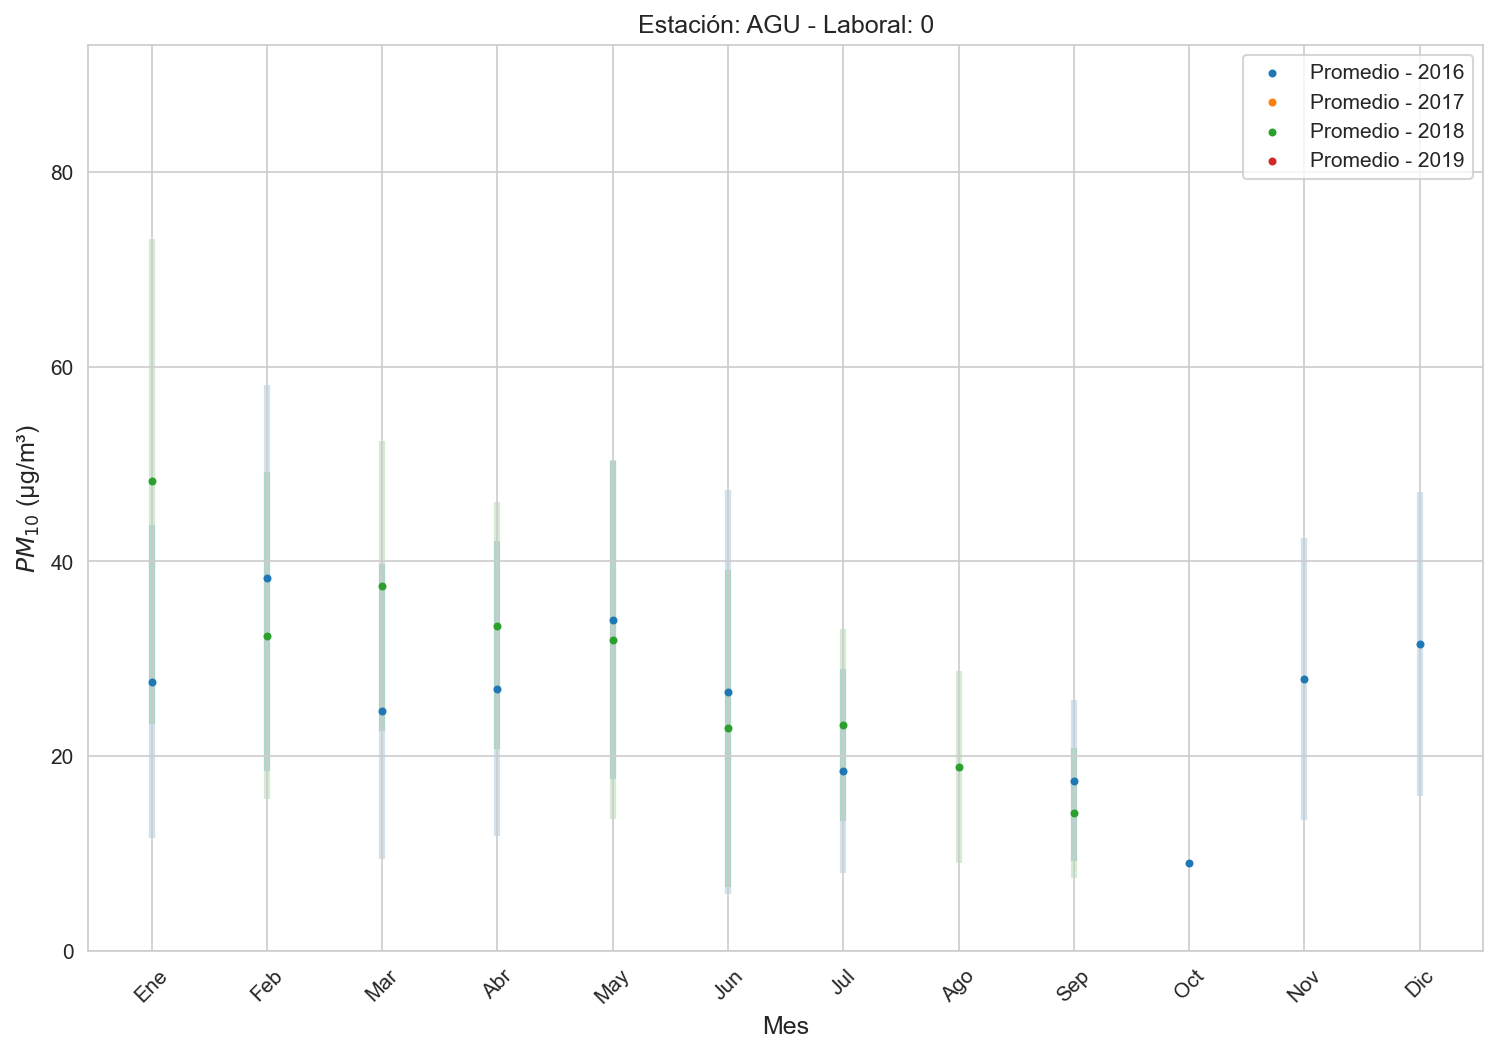 Estación: AGU - Laboral: 0
Promedio - 2016
Promedio - 2017
Promedio - 2018
Promedio - 2019
80
60
40
20
0
PM₁₀ (µg/m³)
Ene
Feb
Mar
Abr
May
Jun
Jul
Ago
Sep
Oct
Nov
Dic
Mes